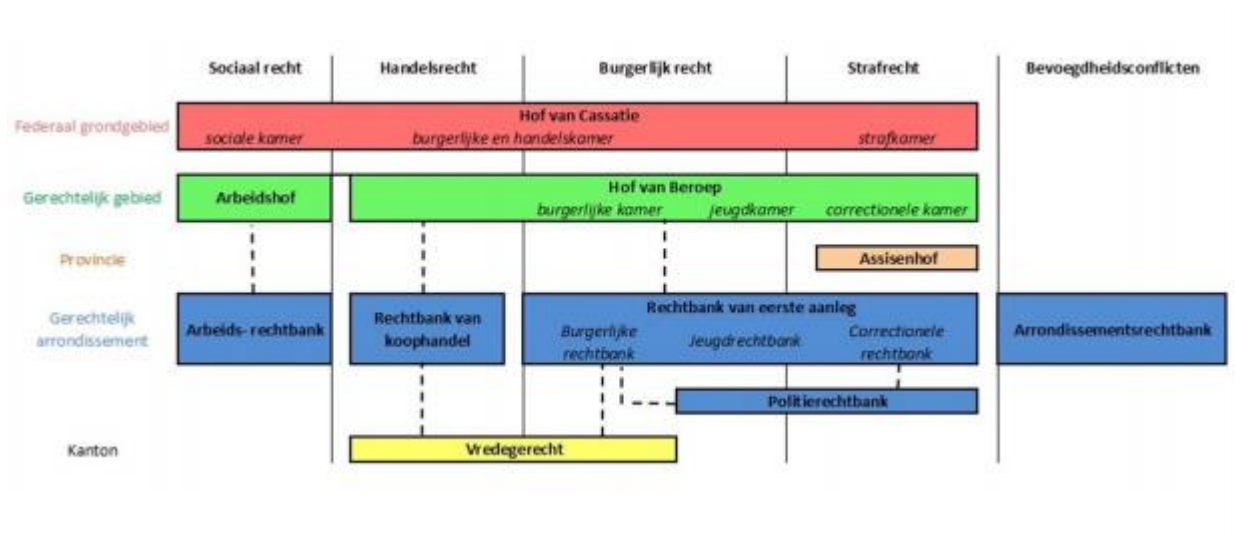 Sociaal recht
Handelsrecht
Burgerlijk recht
Strafrecht
Bevoegdheidsconflicten
Federaal grondgebied
Hof van Cassatie
sociale kamer
burgerlijke en handelskamer
strafkamer
Gerechtelijk gebied
Arbeidshof
Hof van Beroep
burgerlijke kamer
jeugdkamer
correctionele kamer
Provincie
Assisenhof
Gerechtelijk
arrondissement
Arbeids- rechtbank
Rechtbank van
koophandel
Rechtbank van eerste aanleg
Burgerlijke
rechtbank
Jeugdrechtbank
Correctionele
rechtbank
Arrondissementsrechtbank
Politierechtbank
Kanton
Vredegerecht